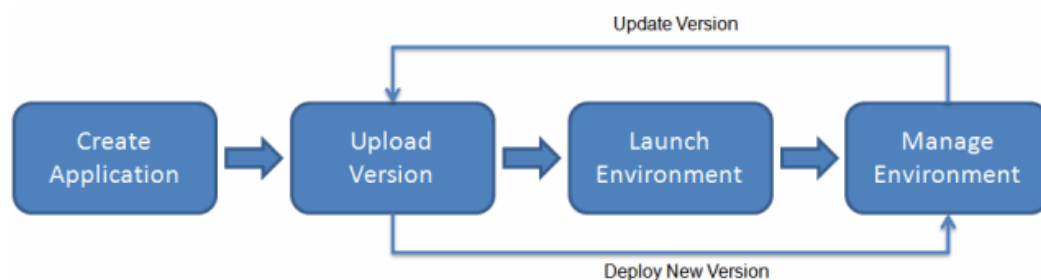 Update Version
Create
Application
Upload
Version
Launch
Environment
Manage
Environment
Deploy New Version